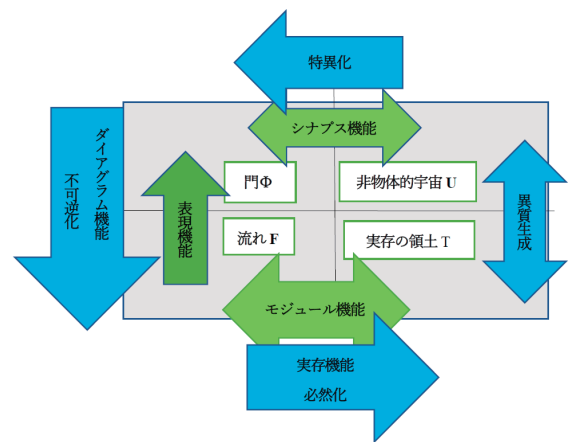 特異化
シナプス機能
ダイアグラム機能
不可逆化
表現機能
門Φ
非物体的宇宙 U
流れ F
実存の領土 T
異質生成
モジュール機能
実存機能
必然化